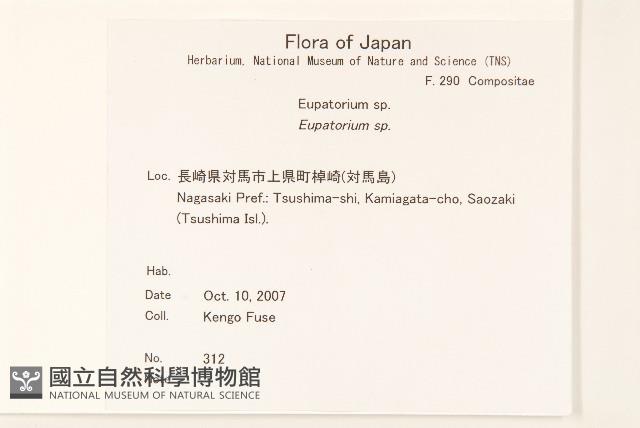 Flora of Japan
Herbarium, National Museum of Nature and Science (TNS)
F. 290 Compositae
Eupatorium sp.
Eupatorium sp.
Loc. 長崎県対馬市上県町棹崎(対馬島)
Nagasaki Pref.: Tsushima-shi, Kamiagata-cho, Saozaki
(Tsushima Isl.).
Hab.
Date Oct. 10, 2007
Coll. Kengo Fuse
No. 312
國立自然科學博物館
NATIONAL MUSEUM OF NATURAL SCIENCE